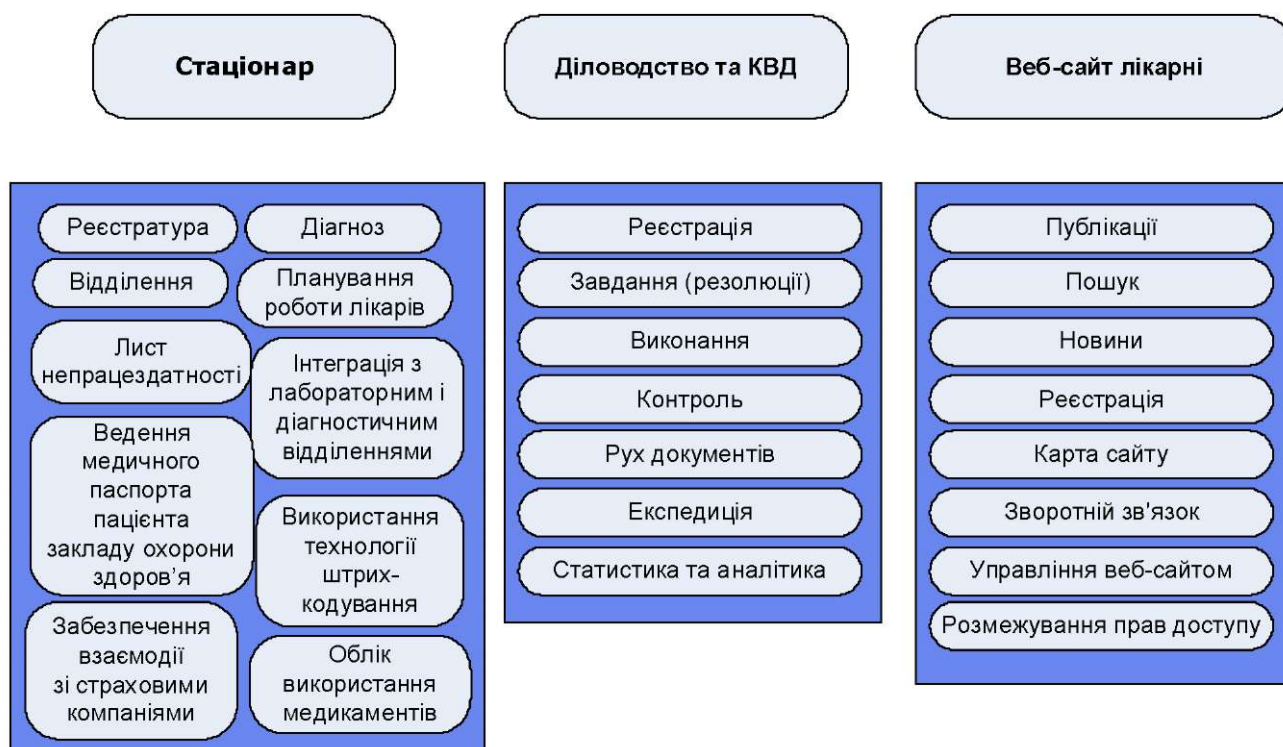 Стаціонар
Діловодство та КВД
Веб-сайт лікарні
Реєстратура
Діагноз
Відділення
Планування
роботи лікарів
Лист
непрацездатності
Інтеграція з
лабораторним і
діагностичним
відділеннями
Ведення
медичного
паспорта
пацієнта
закладу охорони
здоров'я
Використання
технології
штрих-
кодування
Забезпечення
взаємодії
зі страховими
компаніями
Облік
використання
медикаментів
Реєстрація
Завдання (резолюції)
Виконання
Контроль
Рух документів
Експедиція
Статистика та аналітика
Публікації
Пошук
Новини
Реєстрація
Карта сайту
Зворотній зв'язок
Управління веб-сайтом
Розмежування прав доступу